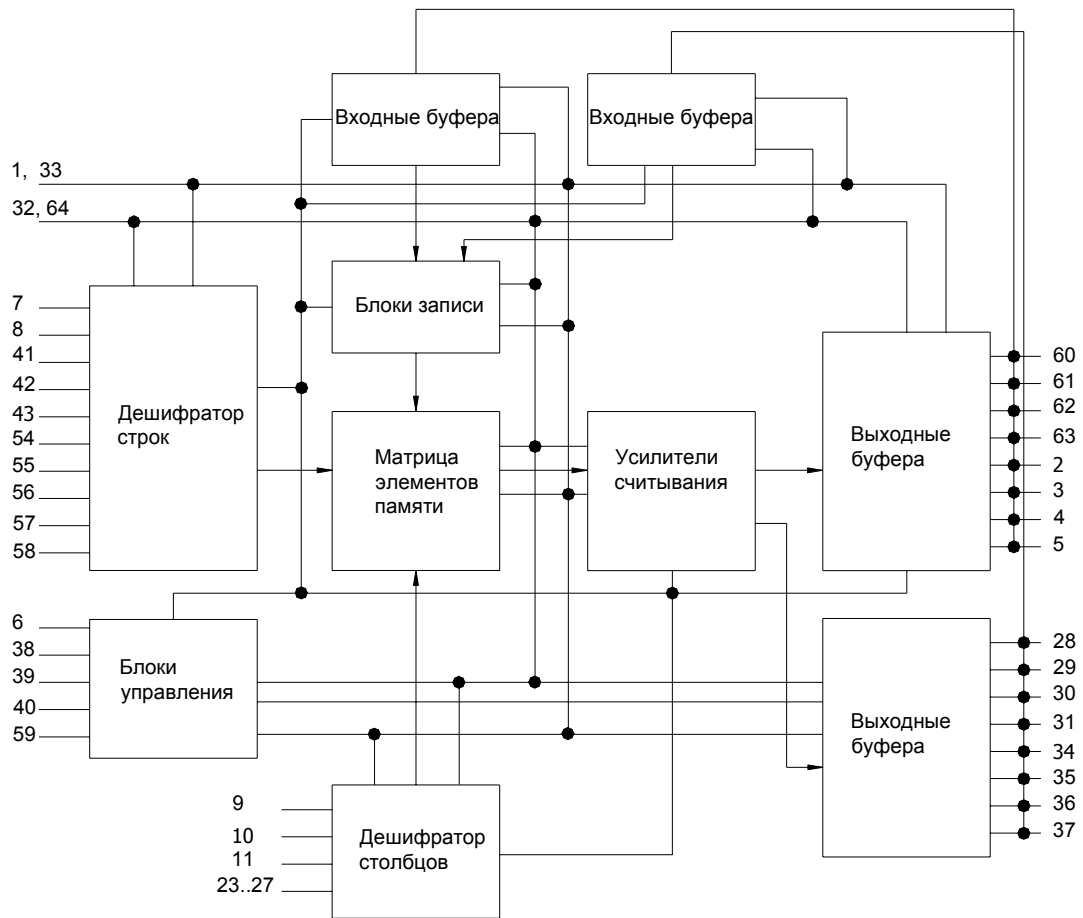 Входные буфера
Входные буфера
1, 33
32, 64
Блоки записи
7
8
41
42
43
54
55
56
57
58
Дешифратор
строк
Матрица
элементов
памяти
Усилители
считывания
Выходные
буфера
60
61
62
63
2
3
4
5
6
38
39
40
59
Блоки
управления
Выходные
буфера
28
29
30
31
34
35
36
37
9
10
11
23..27
Дешифратор
столбцов